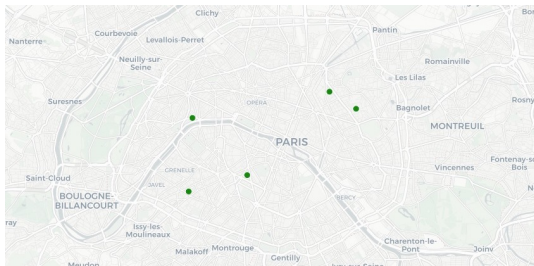 Clichy
Pantin
Courbevoie
Nanterre
Levallois-Perret
Romainville
Neuilly-sur-
Seine
Les Lilas
Suresnes
OPERA
Bagnolet
Rosny
MONTREUIL
PARIS
Fontenay-so
Bois
Vincennes
GRENELLE
Saint-Cloud
JAVEL
BERCY
BOULOGNE-
BILLANCOURT
ray
Issy-les-
Moulineaux
Charenton-le-
Pont
Joinv
Malakoff
Montrouge
Gentilly